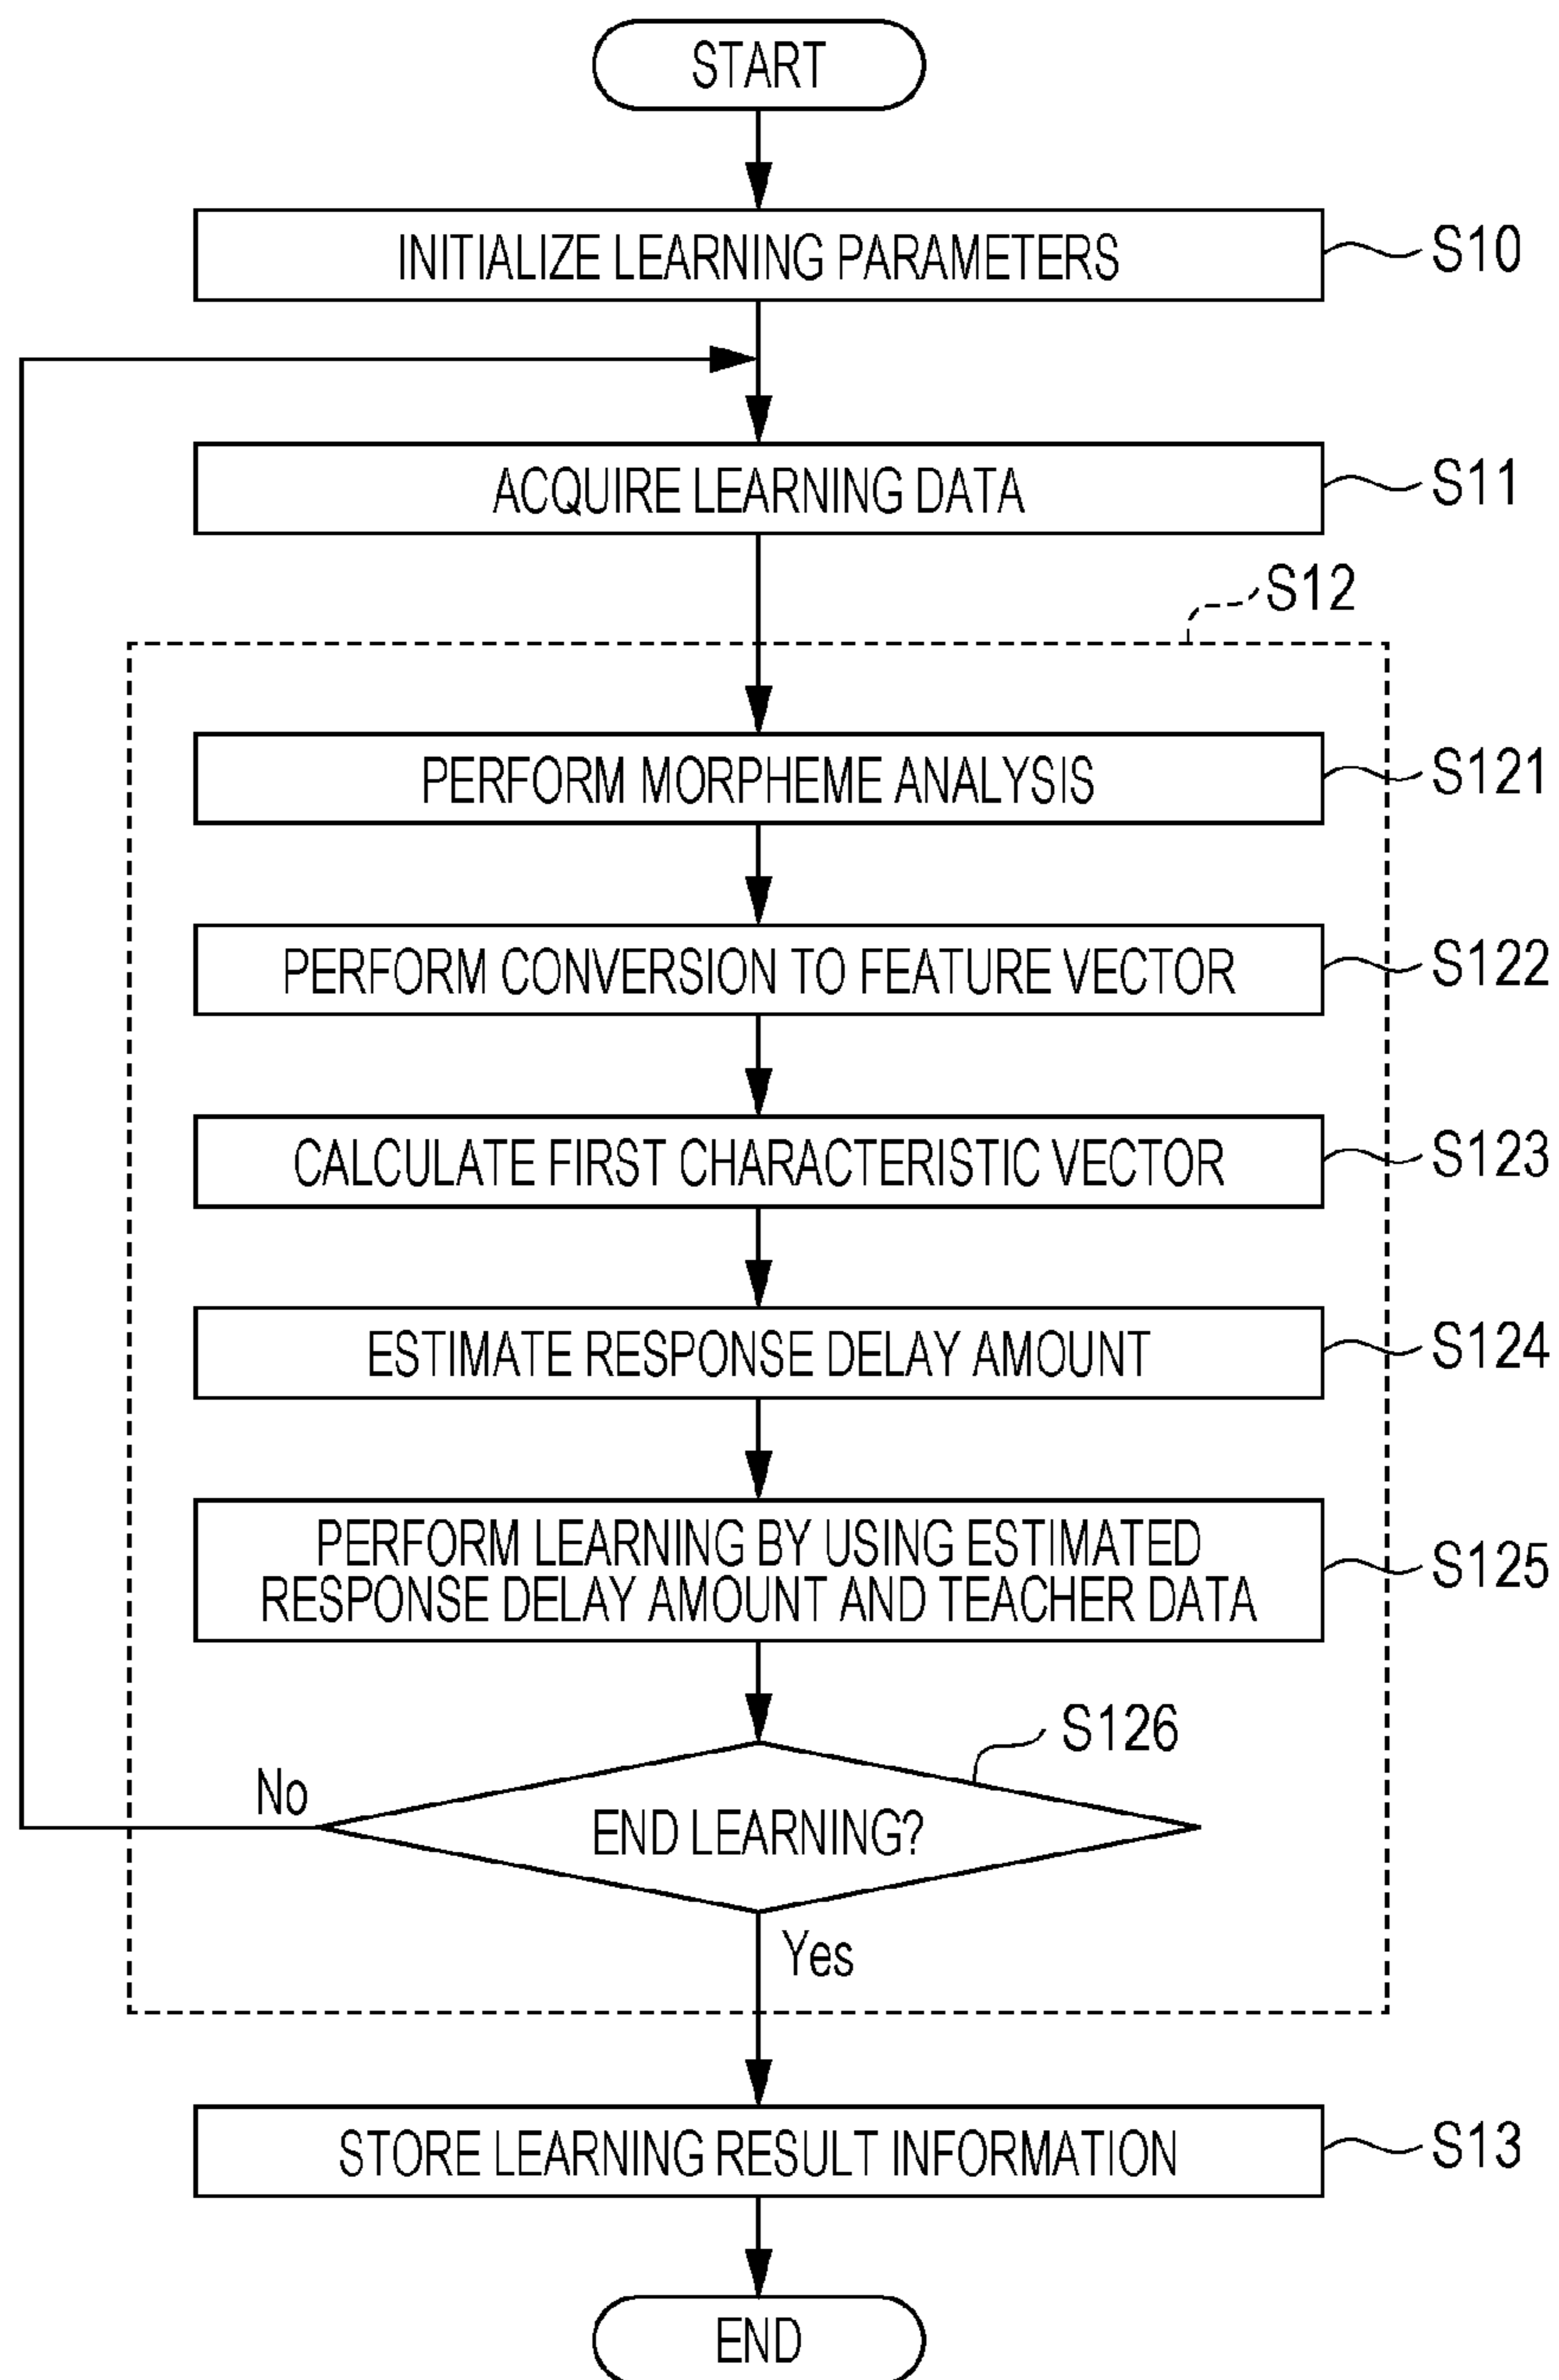 START
INITIALIZE LEARNING PARAMETERS
S10
ACQUIRE LEARNING DATA
S11
S12
PERFORM MORPHEME ANALYSIS
S121
PERFORM CONVERSION TO FEATURE VECTOR
S122
CALCULATE FIRST CHARACTERISTIC VECTOR
S123
ESTIMATE RESPONSE DELAY AMOUNT
S124
PERFORM LEARNING BY USING ESTIMATED
RESPONSE DELAY AMOUNT AND TEACHER DATA
S125
S126
No
END LEARNING?
Yes
STORE LEARNING RESULT INFORMATION
S13
END